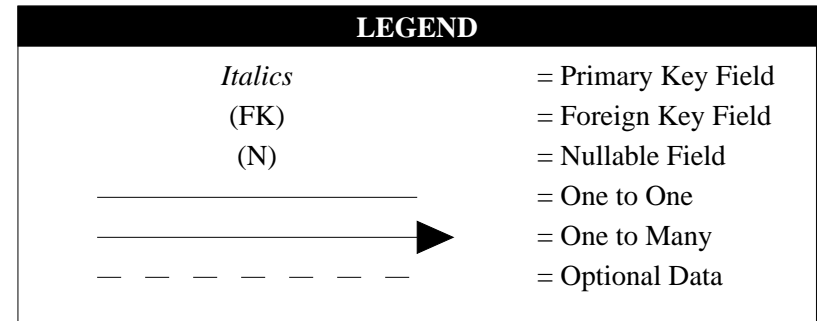 LEGEND
Italics = Primary Key Field
(FK) = Foreign Key Field
(N) = Nullable Field
= One to One
= One to Many
= Optional Data